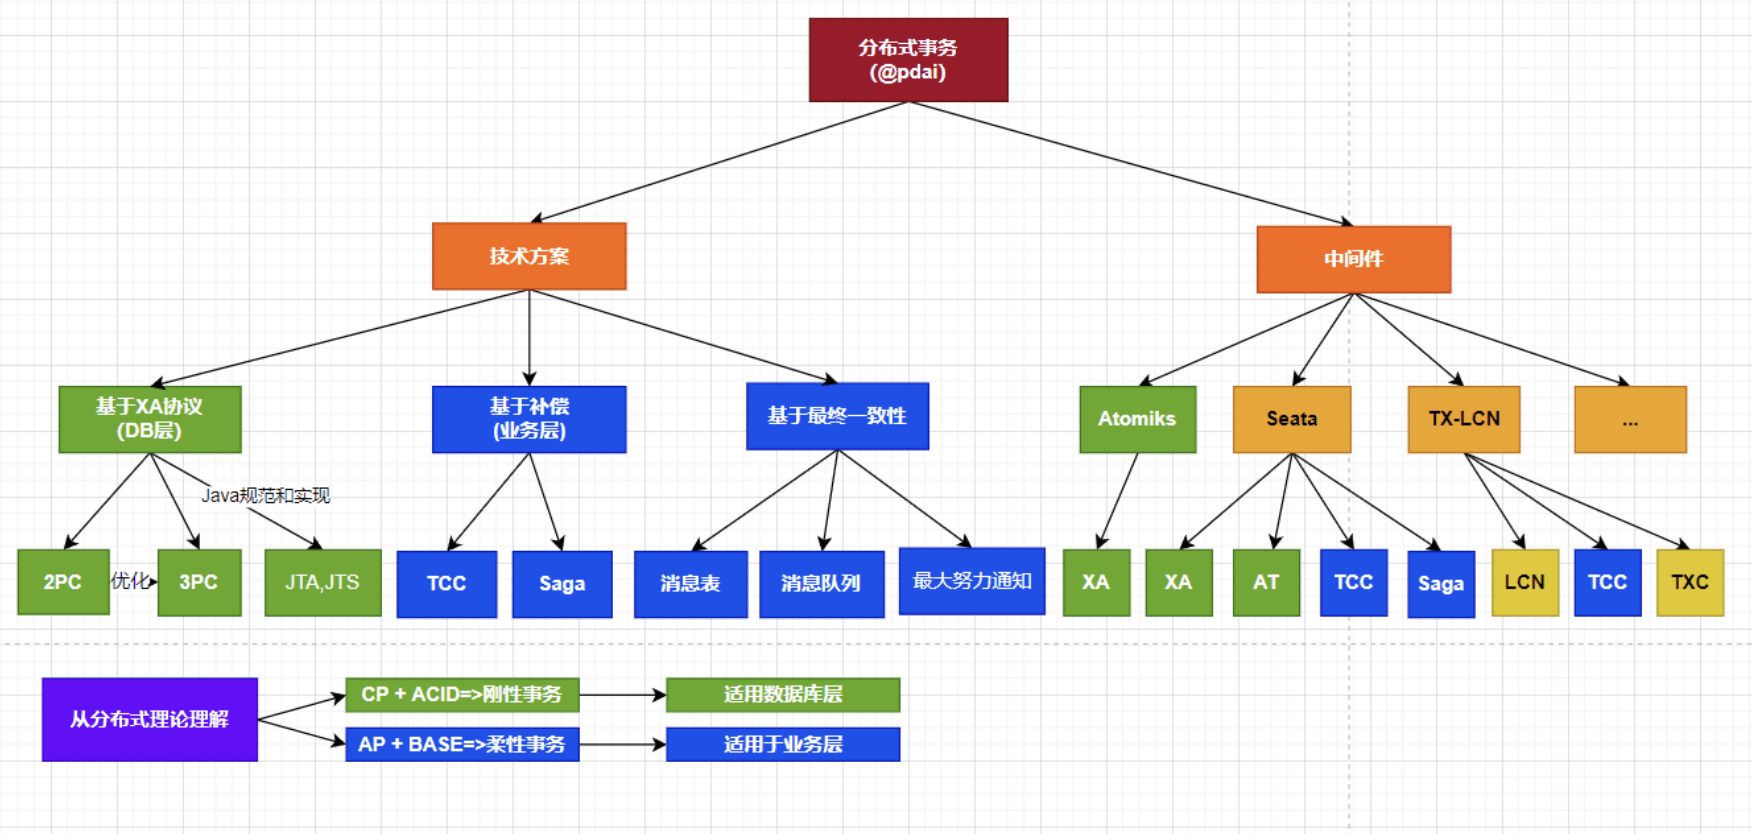 分布式事务
(@pdai)
技术方案
中间件
基于XA协议
(DB层)
基于补偿
(业务层)
基于最终一致性
Atomiks
Seata
TX-LCN
...
Java规范和实现
2PC
优化
3PC
JTA,JTS
TCC
Saga
消息表
消息队列
最大努力通知
XA
XA
AT
TCC
Saga
LCN
TCC
TXC
从分布式理论理解
CP + ACID=>刚性事务
适用数据库层
AP + BASE=>柔性事务
适用于业务层